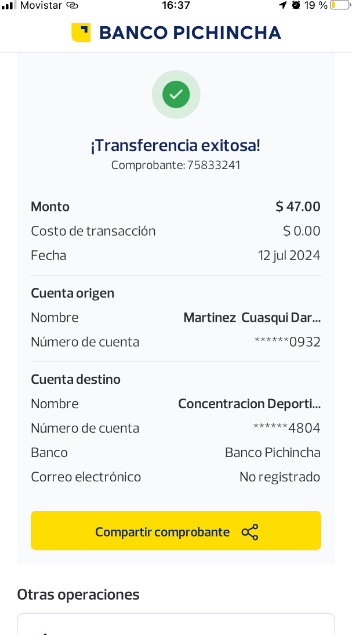 Movistar 16:37 19 %
BANCO PICHINCHA
¡Transferencia exitosa!
Comprobante: 75833241
Monto $ 47.00
Costo de transacción $ 0.00
Fecha 12 jul 2024
Cuenta origen
Nombre Martinez Cuasqui Dar...
Número de cuenta ******0932
Cuenta destino
Nombre Concentracion Deporti...
Número de cuenta ******4804
Banco Banco Pichincha
Correo electrónico No registrado
Compartir comprobante
Otras operaciones